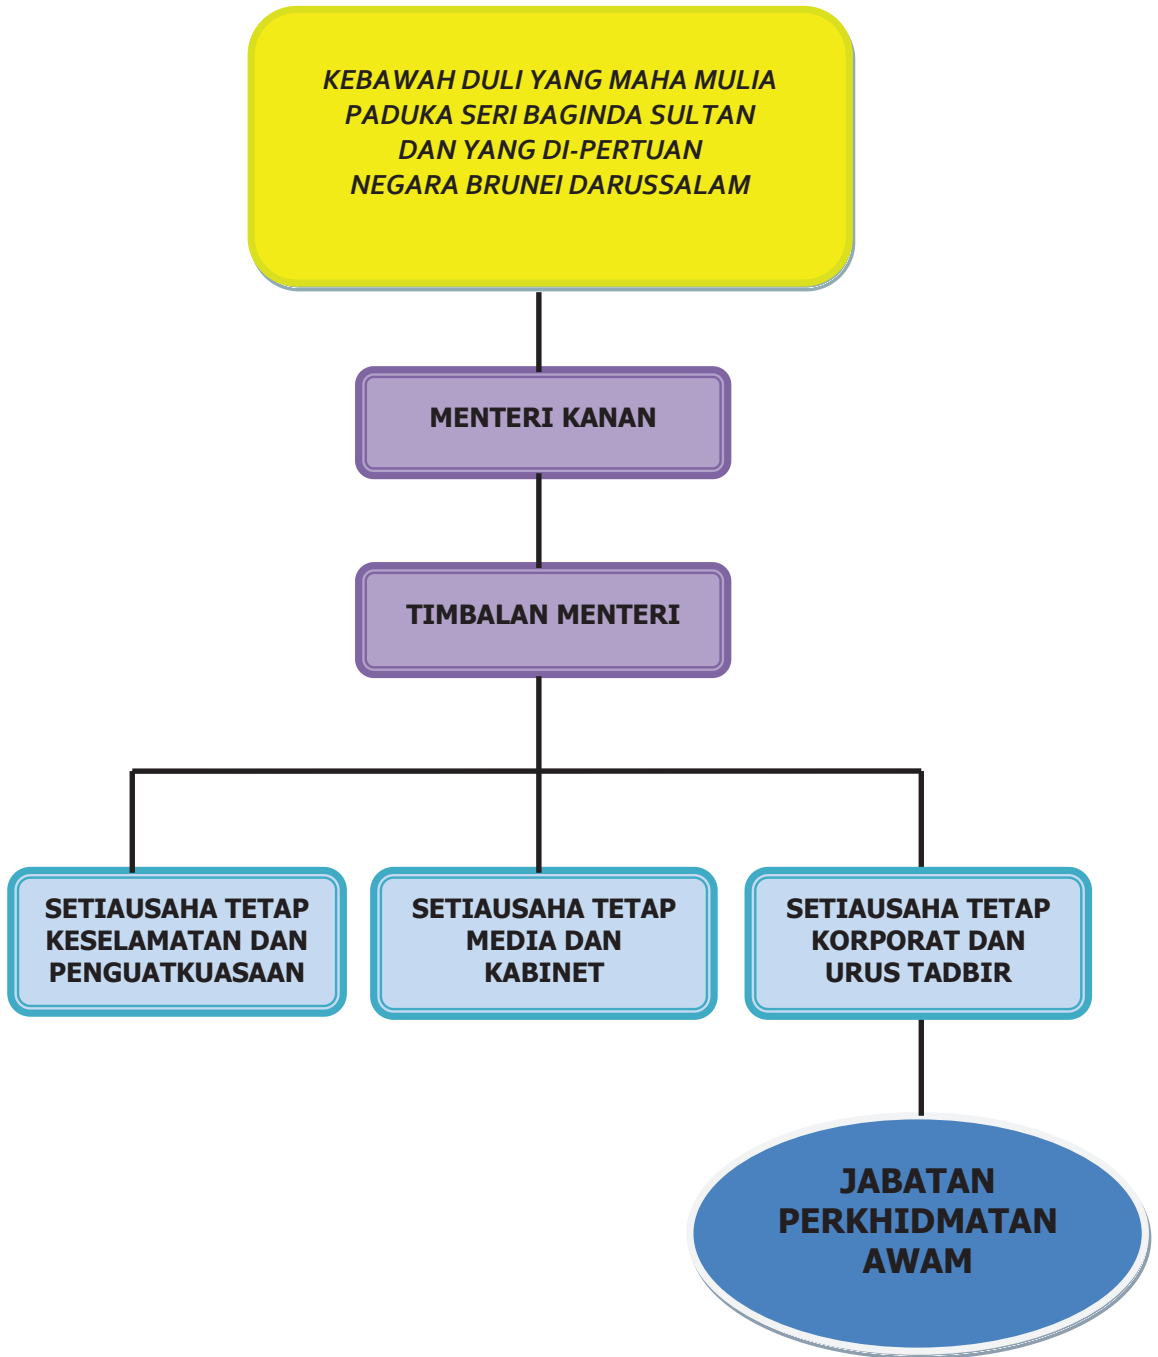 KEBAWAH DULI YANG MAHA MULIA
PADUKA SERI BAGINDA SULTAN
DAN YANG DI-PERTUAN
NEGARA BRUNEI DARUSSALAM
MENTERI KANAN
TIMBALAN MENTERI
SETIAUSAHA TETAP
KESELAMATAN DAN
PENGUATKUASAAN
SETIAUSAHA TETAP
MEDIA DAN
KABINET
SETIAUSAHA TETAP
KORPORAT DAN
URUS TADBIR
JABATAN
PERKHIDMATAN
AWAM